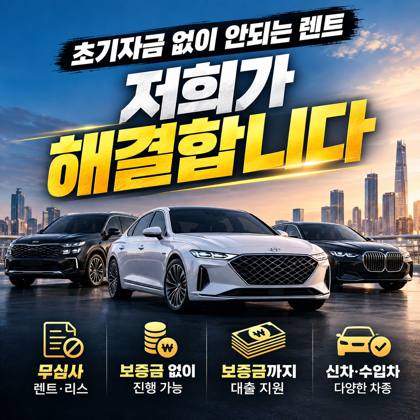 초기자금 없이 안되는 렌트
저희가
해결합니다
무심사
렌트·리스
보증금 없이
진행 가능
보증금까지
대출 지원
신차·수입차
다양한 차종